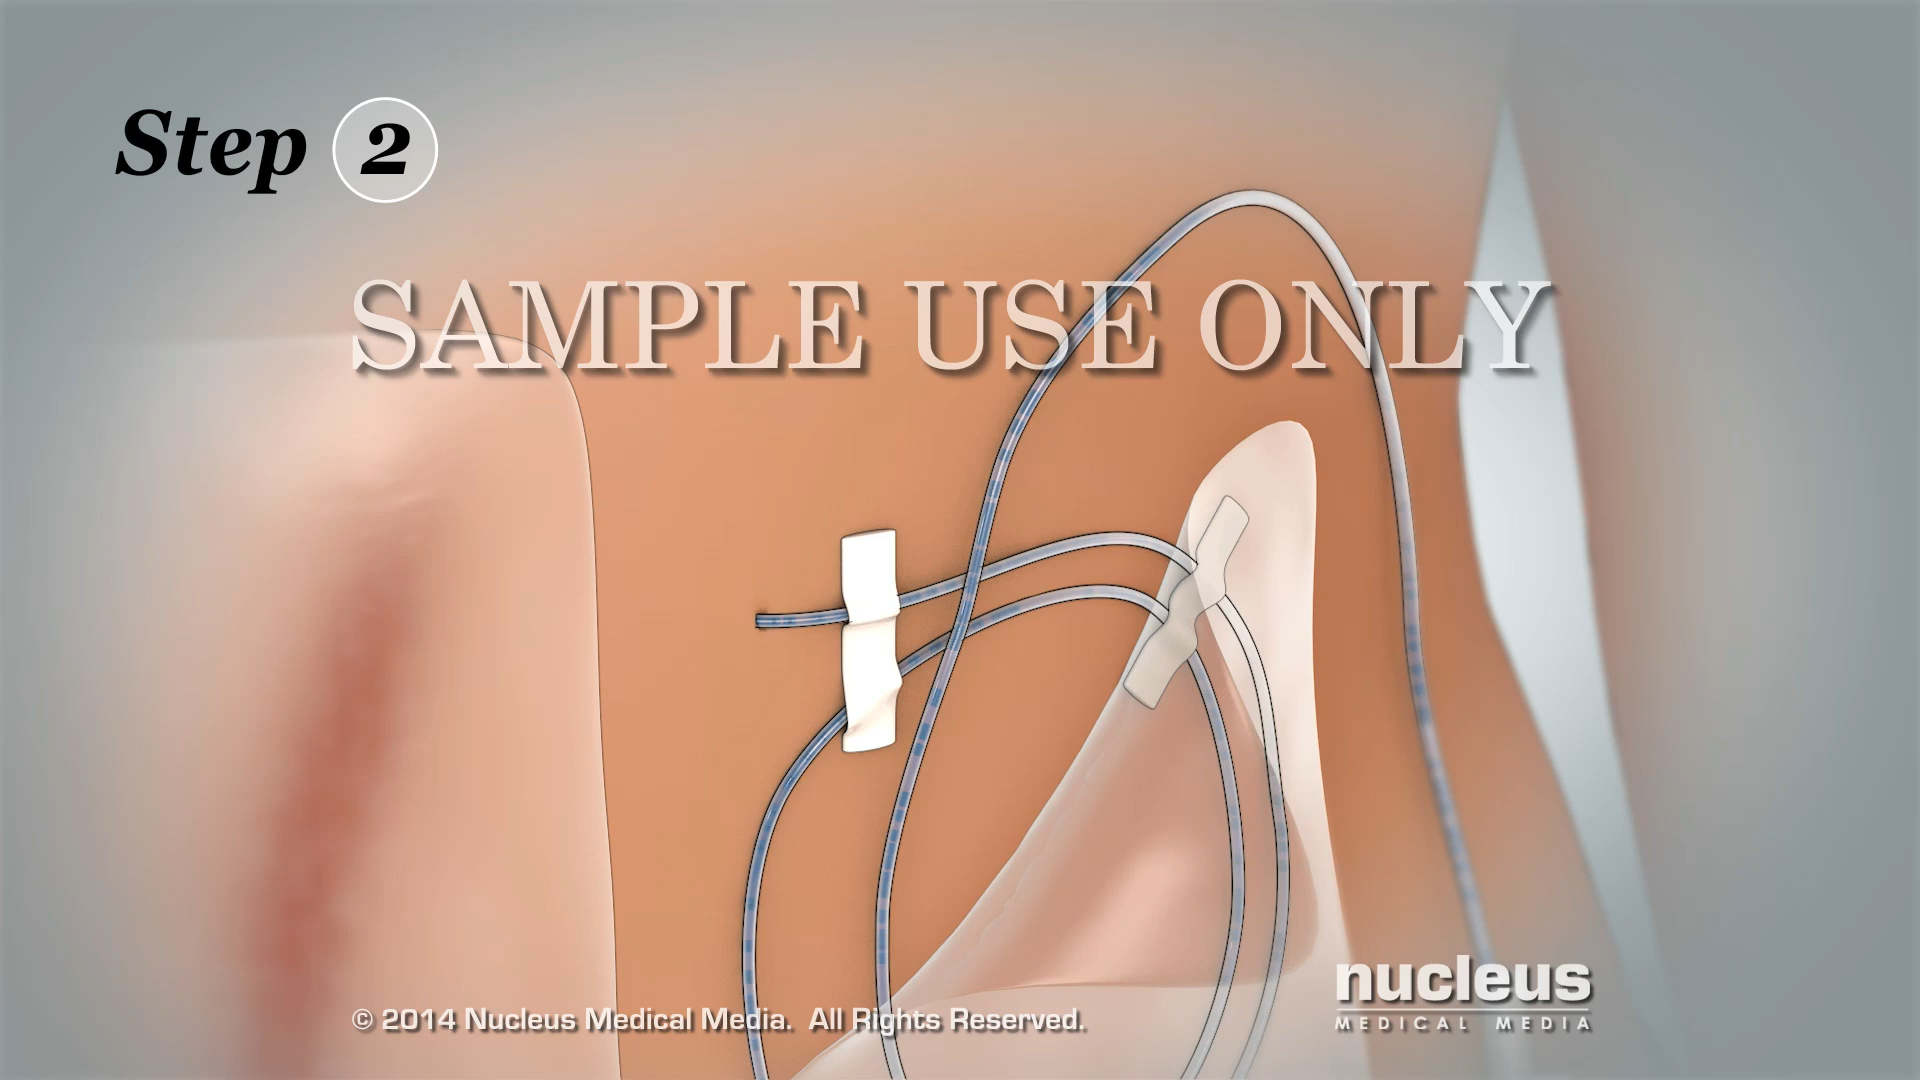 Step 2
SAMPLE USE ONLY
© 2014 Nucleus Medical Media. All Rights Reserved.
nucleus
MEDICAL MEDIA